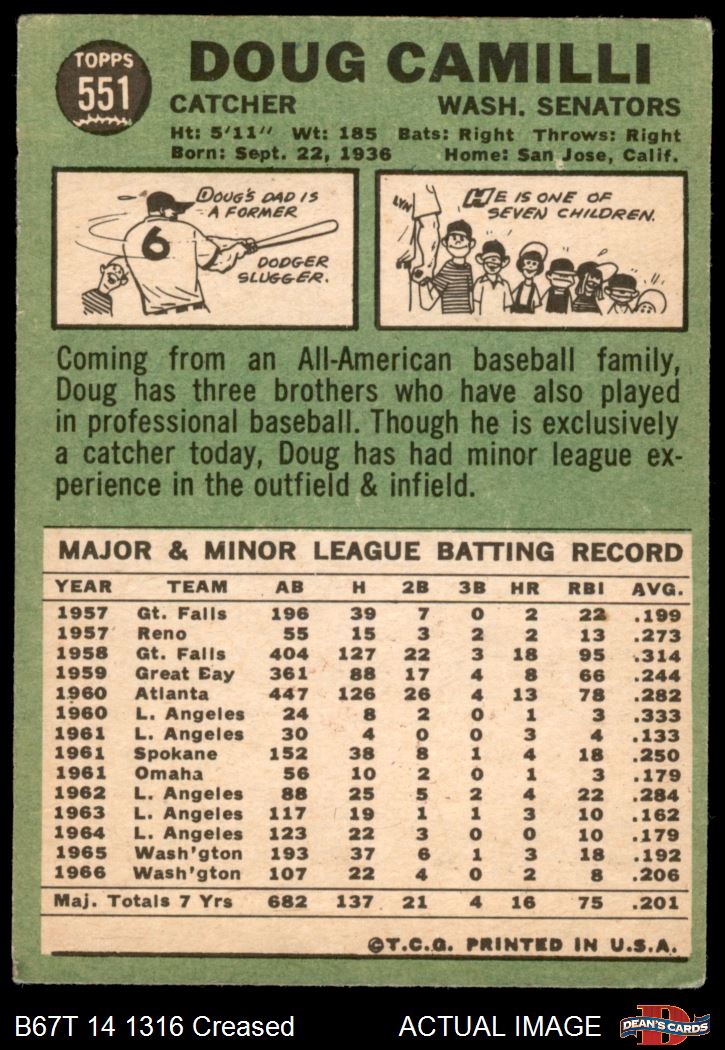 TOPPS
551
DOUG CAMILLI
CATCHER WASH. SENATORS
Ht: 5'11" Wt: 185 Bats: Right Throws: Right
Born: Sept. 22, 1936 Home: San Jose, Calif.
DOUG'S DAD IS
A FORMER
DODGER
SLUGGER.
6
LYN
HE IS ONE OF
SEVEN CHILDREN.
Coming from an All-American baseball family,
Doug has three brothers who have also played
in professional baseball. Though he is exclusively
a catcher today, Doug has had minor league ex-
perience in the outfield & infield.
MAJOR & MINOR LEAGUE BATTING RECORD
YEAR TEAM AB H 2B 3B HR RBI AVG.
1957 Gt. Falls 196 39 7 0 2 22 .199
1957 Reno 55 15 3 2 2 13 .273
1958 Gt. Falls 404 127 22 3 18 95 .314
1959 Great Bay 361 88 17 4 8 66 .244
1960 Atlanta 447 126 26 4 13 78 .282
1960 L. Angeles 24 8 2 0 1 3 .333
1961 L. Angeles 30 4 0 0 3 4 .133
1961 Spokane 152 38 8 1 4 18 .250
1961 Omaha 56 10 2 0 1 3 .179
1962 L. Angeles 88 25 5 2 4 22 .284
1963 L. Angeles 117 19 1 1 3 10 .162
1964 L. Angeles 123 22 3 0 0 10 .179
1965 Wash'gton 193 37 6 1 3 18 .192
1966 Wash'gton 107 22 4 0 2 8 .206
Maj. Totals 7 Yrs 682 137 21 4 16 75 .201
©T.C.G. PRINTED IN U.S.A.
B67T 14 1316 Creased ACTUAL IMAGE
D
DEAN'S CARDS